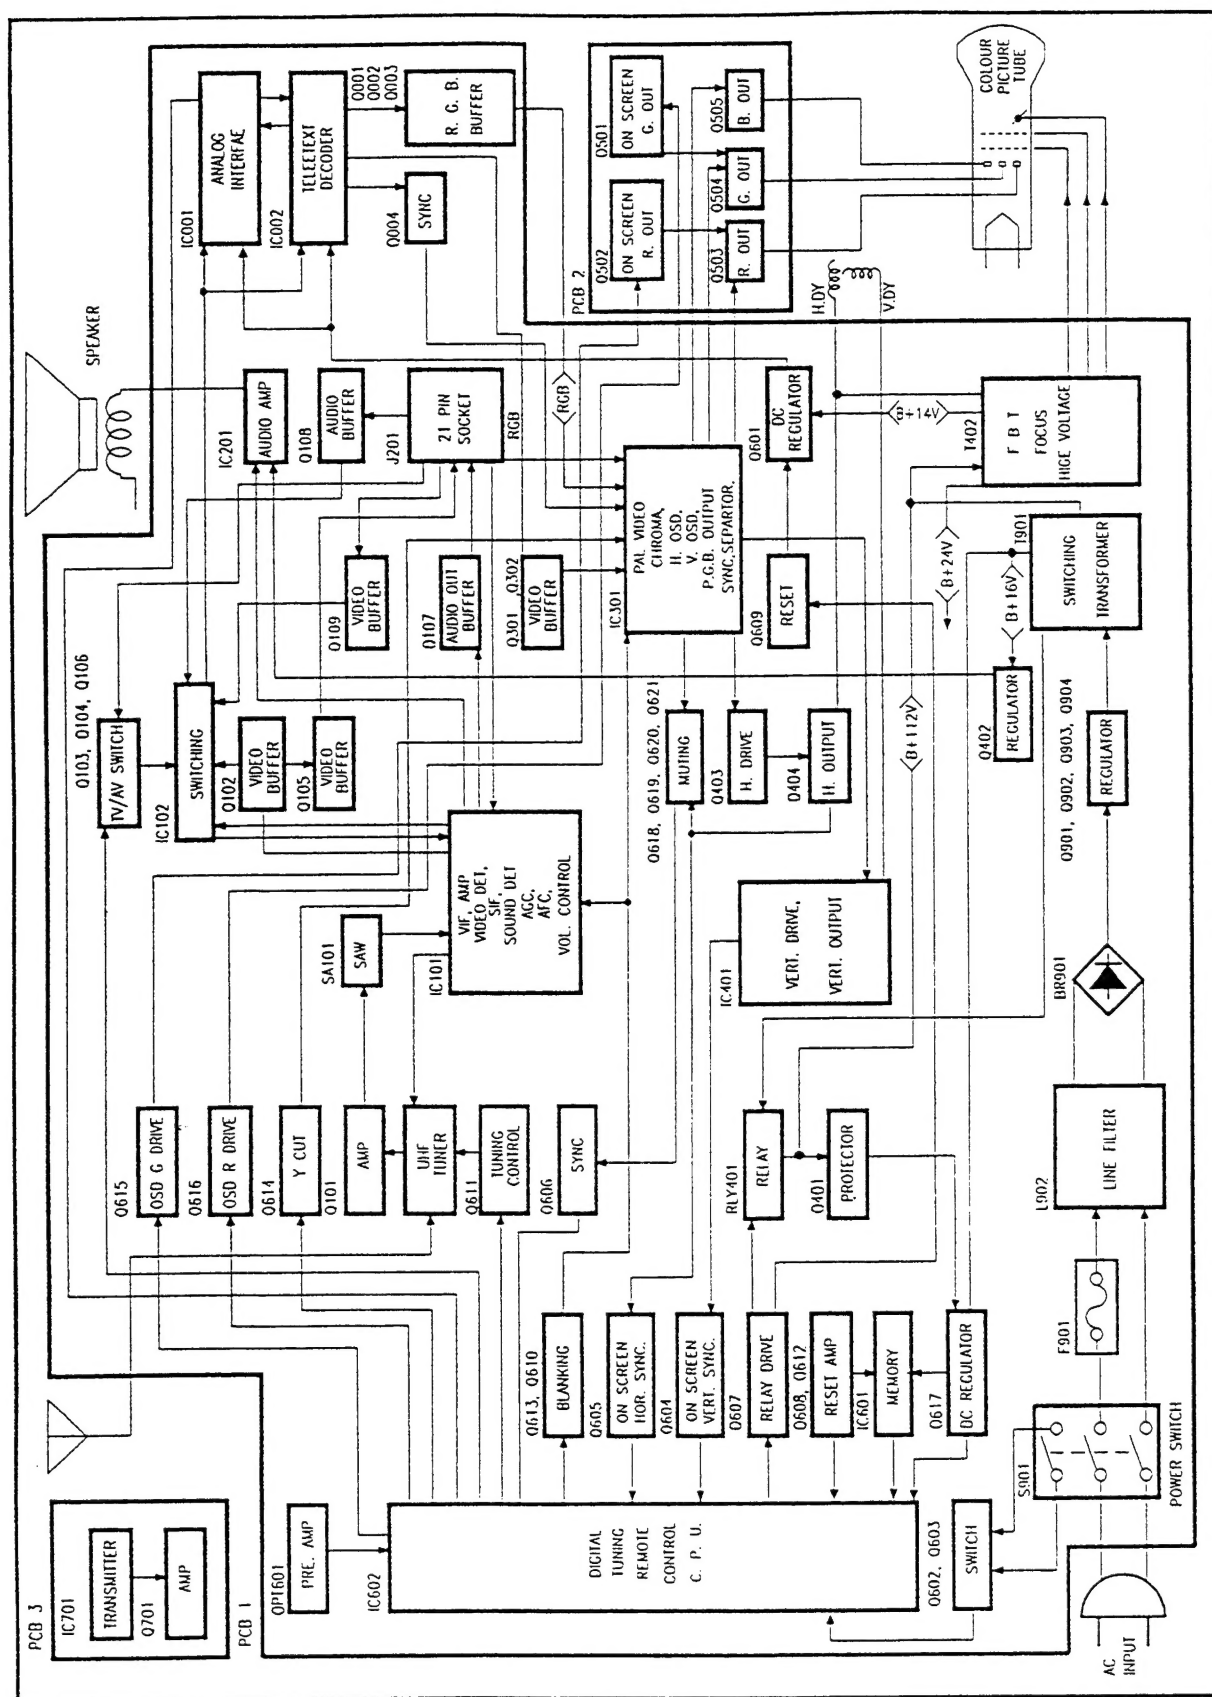 PCB 3
IC701
TRANSMITTER
Q701
AMP
PCB 1
OPT601
PRE. AMP
IC602
DIGITAL
TUNING
REMOTE
CONTROL
C. P. U.
Q602, Q603
SWITCH
AC
INPUT
S901
POWER SWITCH
F901
L902
LINE FILTER
BR901
Q615
OSD G DRIVE
Q616
OSD R DRIVE
Q614
Y CUT
Q101
AMP
UHF
TUNER
Q611
TUNING
CONTROL
Q606
SYNC
Q613, Q610
BLANKING
Q605
ON SCREEN
HOR. SYNC.
Q604
ON SCREEN
VERT. SYNC.
Q607
RELAY DRIVE
Q608, Q612
RESET AMP
IC601
MEMORY
Q617
DC REGULATOR
RLY401
RELAY
Q401
PROTECTOR
SA101
SAW
IC101
VIF, AMP
VIDEO DET,
SIF,
SOUND DET
AGC,
AFC,
VOL. CONTROL
IC401
VERT. DRIVE,
VERT. OUTPUT
Q103, Q104, Q106
TV/AV SWITCH
IC102
SWITCHING
Q102
VIDEO
BUFFER
Q105
VIDEO
BUFFER
Q109
VIDEO
BUFFER
Q107
AUDIO OUT
BUFFER
Q301 Q302
VIDEO
BUFFER
Q618, Q619, Q620, Q621
MUTING
Q403
H. DRIVE
Q404
H. OUTPUT
Q402
REGULATOR
Q901, Q902, Q903, Q904
REGULATOR
T901
SWITCHING
TRANSFORMER
B+16V
B+24V
B+112V
B+14V
SPEAKER
IC201
AUDIO AMP
Q108
AUDIO
BUFFER
J201
21 PIN
SOCKET
RGB
IC301
PAL VIDEO
CHROMA,
H. OSD,
V. OSD,
P.G.B. OUTPUT
SYNC.SEPARTOR,
Q609
RESET
Q601
DC
REGULATOR
T402
F B T
FOCUS
HIGE VOLTAGE
IC001
ANALOG
INTERFAE
IC002
TELEETEXT
DECODER
Q001
Q002
Q003
R. G. B.
BUFFER
Q004
SYNC
RGB
PCB 2
Q502
ON SCREEN
R. OUT
Q501
ON SCREEN
G. OUT
Q503
R. OUT
Q504
G. OUT
Q505
B. OUT
H.DY
V.DY
COLOUR
PICTURE
TUBE